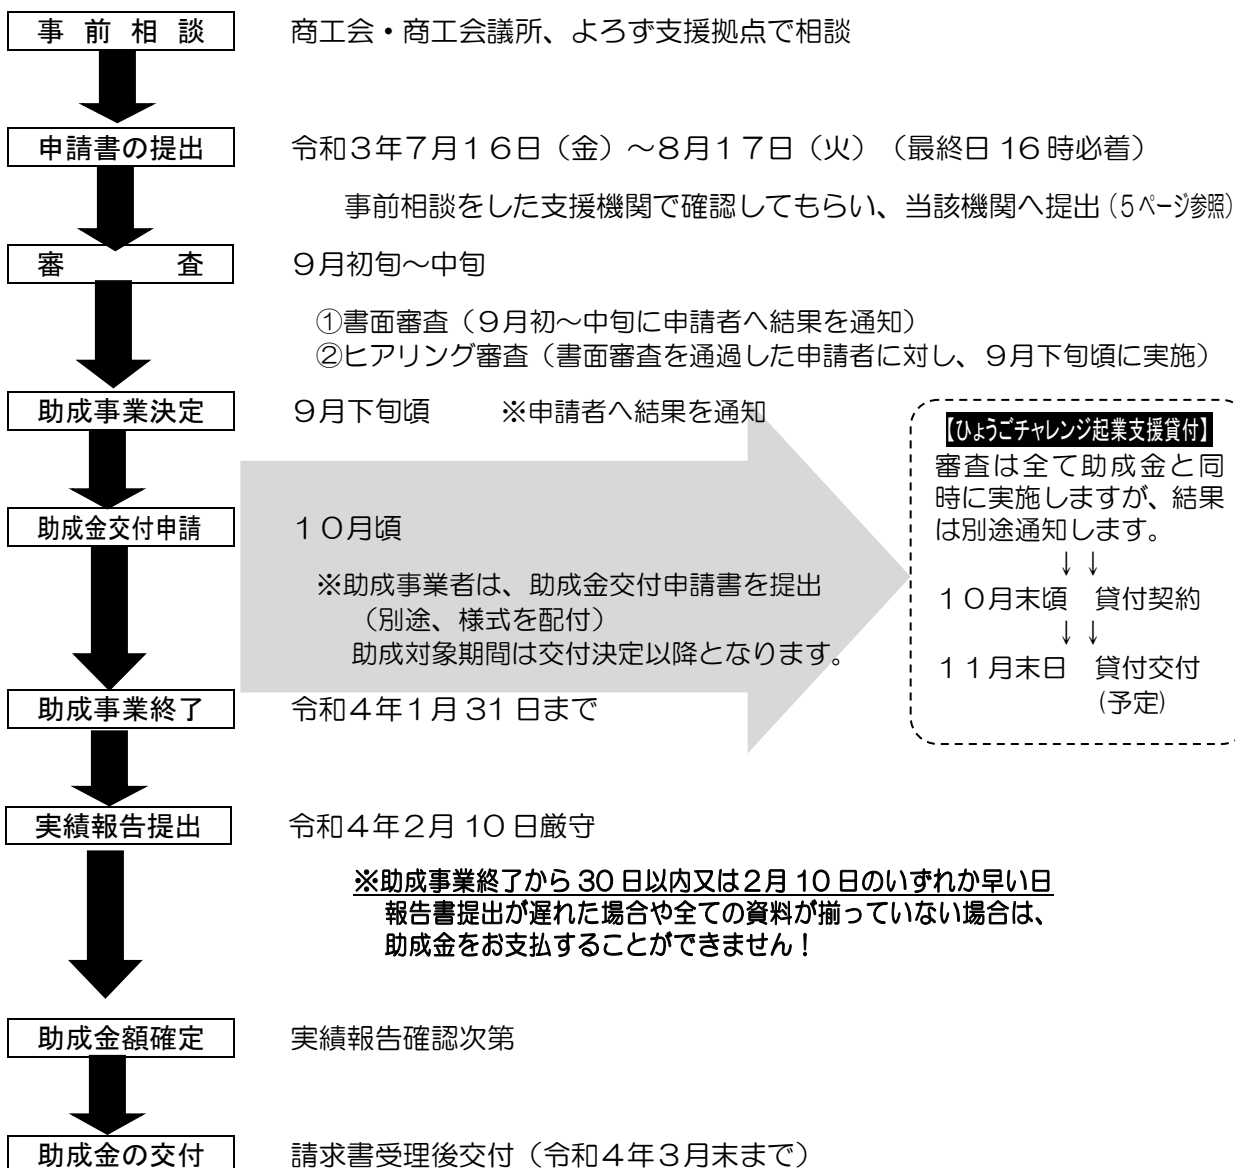 事前相談　商工会・商工会議所、よろず支援拠点で相談
申請書の提出　令和３年７月１６日（金）～８月１７日（火）（最終日 16 時必着）
事前相談をした支援機関で確認してもらい、当該機関へ提出（5ページ参照）
審査　９月初旬～中旬
①書面審査（９月初～中旬に申請者へ結果を通知）
②ヒアリング審査（書面審査を通過した申請者に対し、９月下旬頃に実施）
助成事業決定　９月下旬頃　※申請者へ結果を通知
助成金交付申請　１０月頃
※助成事業者は、助成金交付申請書を提出
（別途、様式を配付）
助成対象期間は交付決定以降となります。
【ひょうごチャレンジ起業支援貸付】
審査は全て助成金と同
時に実施しますが、結果
は別途通知します。
↓ ↓
１０月末頃　貸付契約
↓ ↓
１１月末日　貸付交付
(予定)
助成事業終了　令和４年１月 31 日まで
実績報告提出　令和４年２月 10 日厳守
※助成事業終了から 30 日以内又は２月 10 日のいずれか早い日
報告書提出が遅れた場合や全ての資料が揃っていない場合は、
助成金をお支払することができません！
助成金額確定　実績報告確認次第
助成金の交付　請求書受理後交付（令和４年３月末まで）